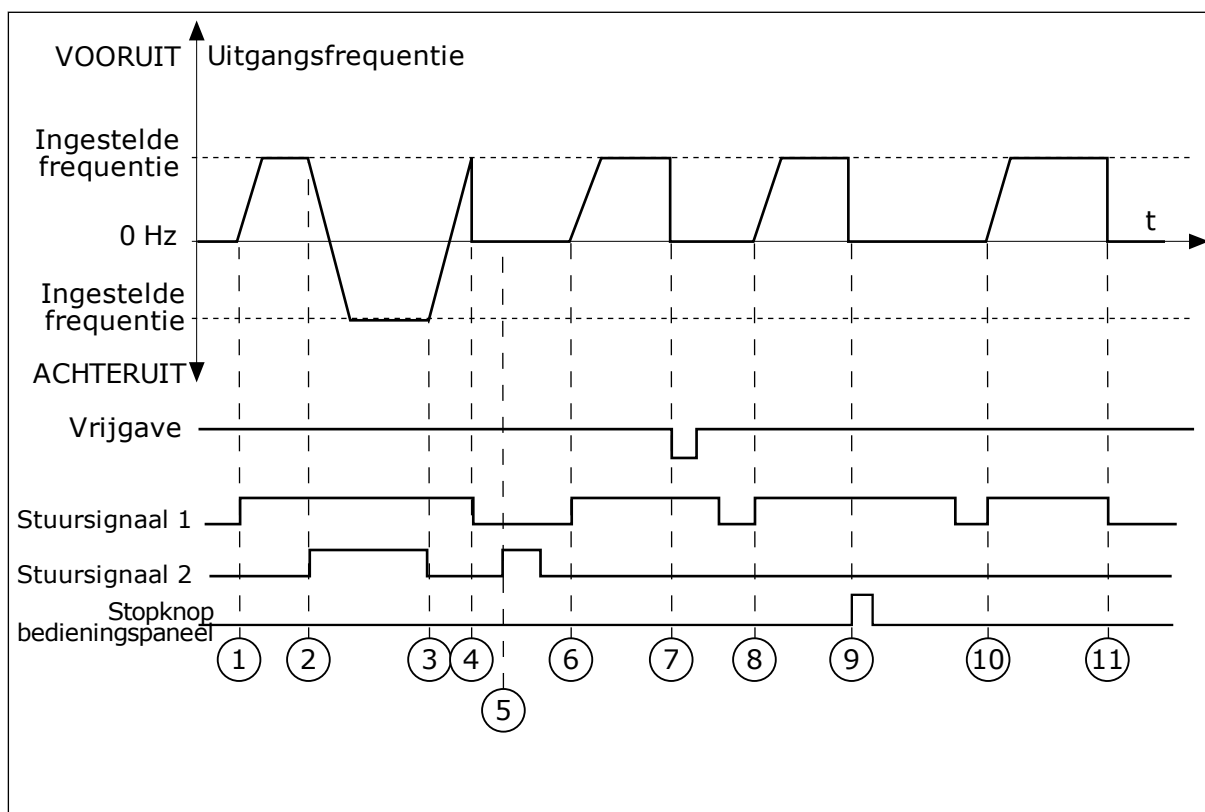 VOORUIT
Uitgangsfrequentie
Ingestelde
frequentie
0 Hz
t
Ingestelde
frequentie
ACHTERUIT
Vrijgave
Stuursignaal 1
Stuursignaal 2
Stopknop
bedieningspaneel
1 2 3 4 6 7 8 9 10 11
5